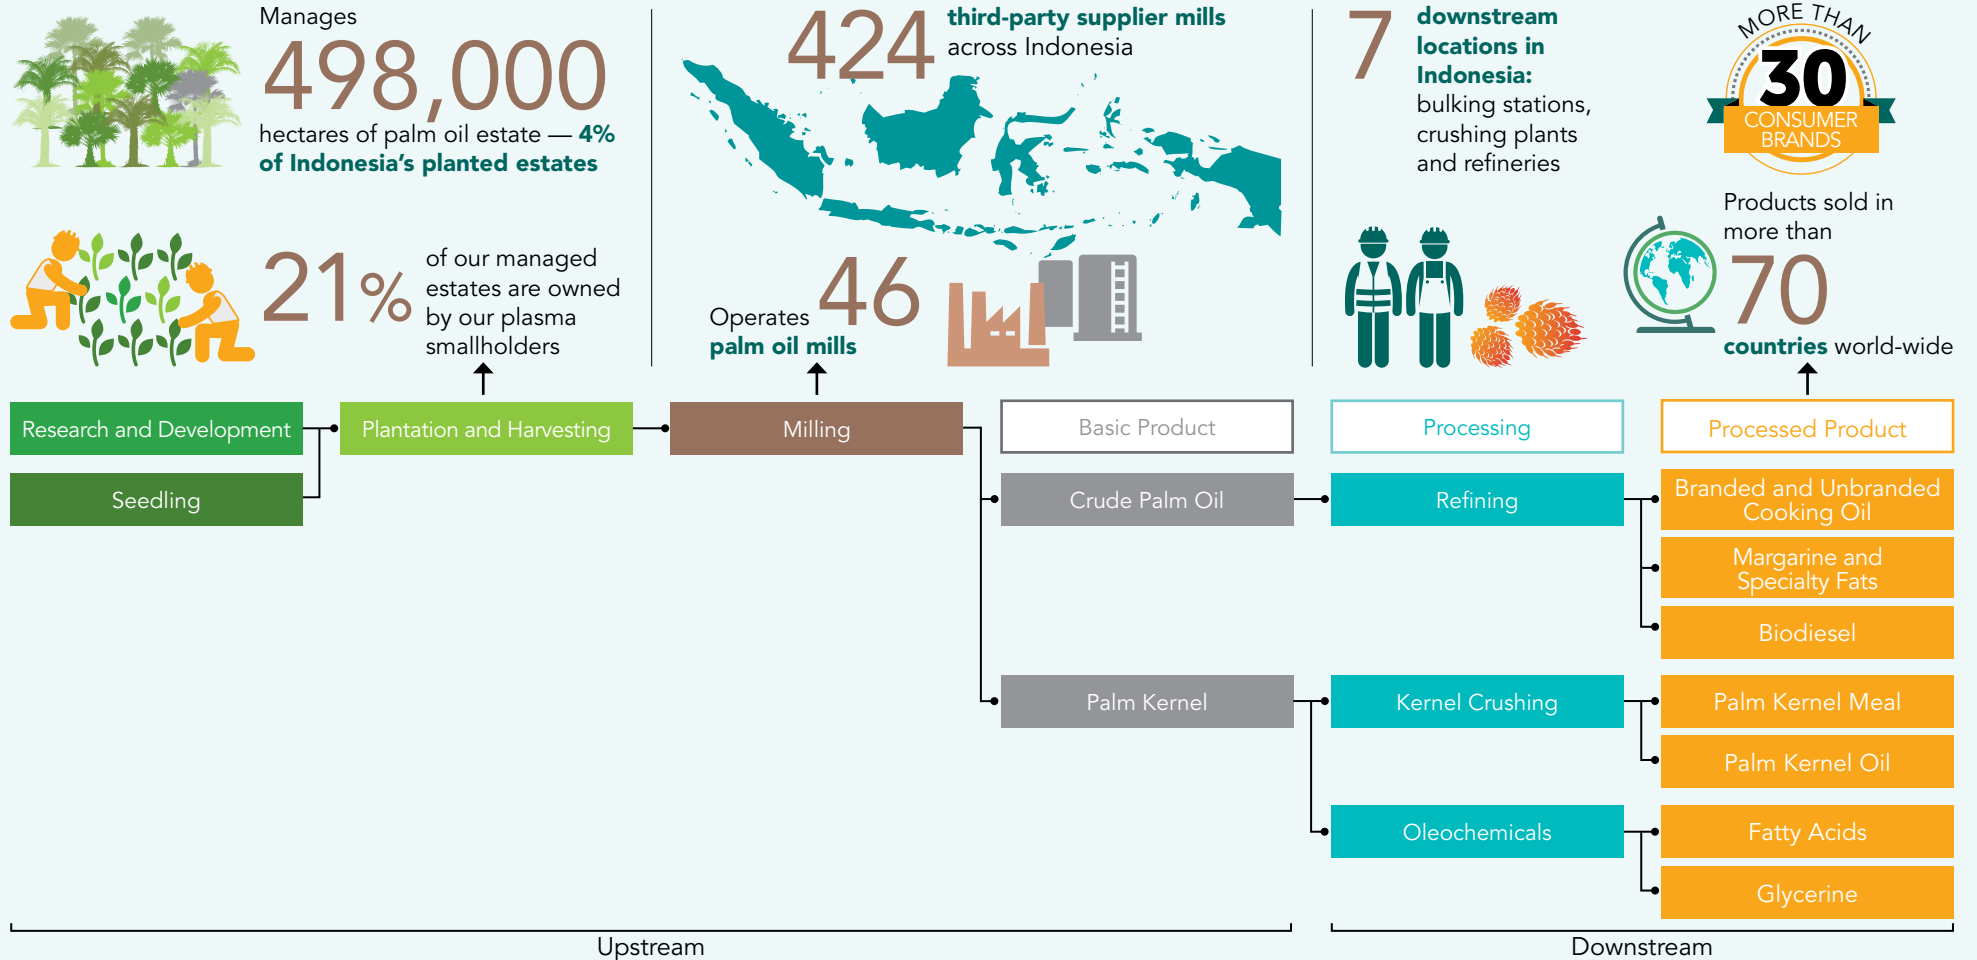 Manages
498,000
hectares of palm oil estate — 4%
of Indonesia's planted estates
21%
of our managed
estates are owned
by our plasma
smallholders
424
third-party supplier mills
across Indonesia
Operates 46
palm oil mills
7
downstream
locations in
Indonesia:
bulking stations,
crushing plants
and refineries
MORE THAN
30
CONSUMER
BRANDS
Products sold in
more than
70
countries world-wide
Research and Development
Plantation and Harvesting
Milling
Basic Product
Processing
Processed Product
Seedling
Crude Palm Oil
Refining
Branded and Unbranded
Cooking Oil
Margarine and
Specialty Fats
Biodiesel
Palm Kernel
Kernel Crushing
Palm Kernel Meal
Palm Kernel Oil
Oleochemicals
Fatty Acids
Glycerine
Upstream
Downstream